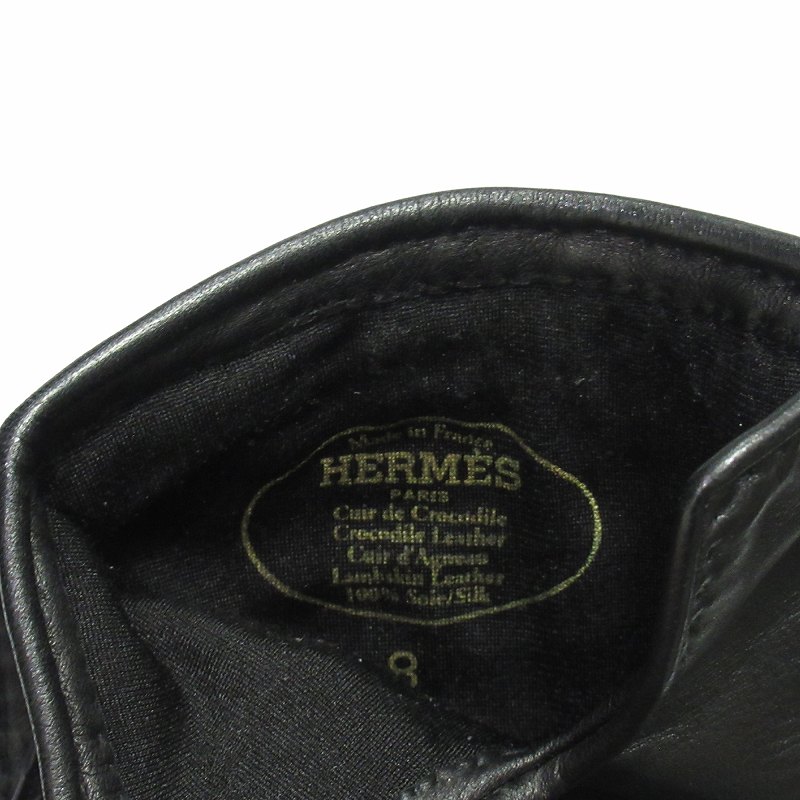 Made in France
HERMÈS
PARIS
Cuir de Crocodile
Crocodile Leather
Cuir d'Agneau
Lambskin Leather
100% Soie/Silk
8